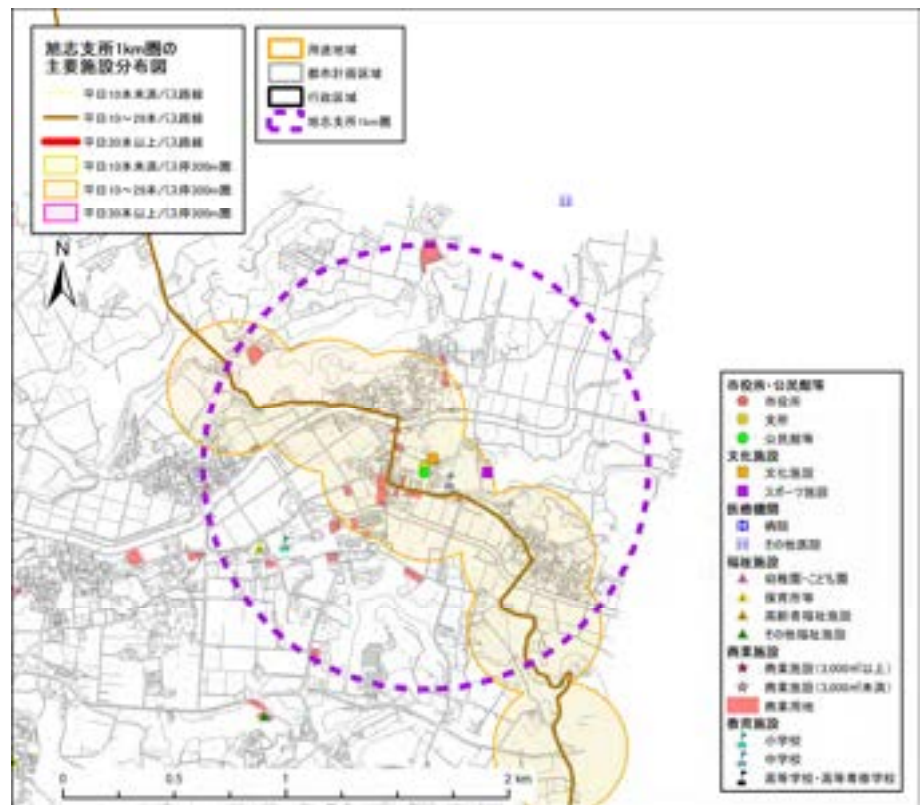 旭志支所1km圏の
主要施設分布図
平日10本未満バス路線
平日10~29本バス路線
平日30本以上バス路線
平日10本未満バス停300m圏
平日10~29本バス停300m圏
平日30本以上バス停300m圏
用途地域
都市計画区域
行政区域
旭志支所1km圏
N
市役所・公民館等
市役所
支所
公民館等
文化施設
文化施設
スポーツ施設
医療機関
病院
その他医院
福祉施設
幼稚園・こども園
保育所等
高齢者福祉施設
その他福祉施設
商業施設
商業施設(3,000㎡以上)
商業施設(3,000㎡未満)
商業用地
教育施設
小学校
中学校
高等学校・高等専修学校
0 0.5 1 2 km